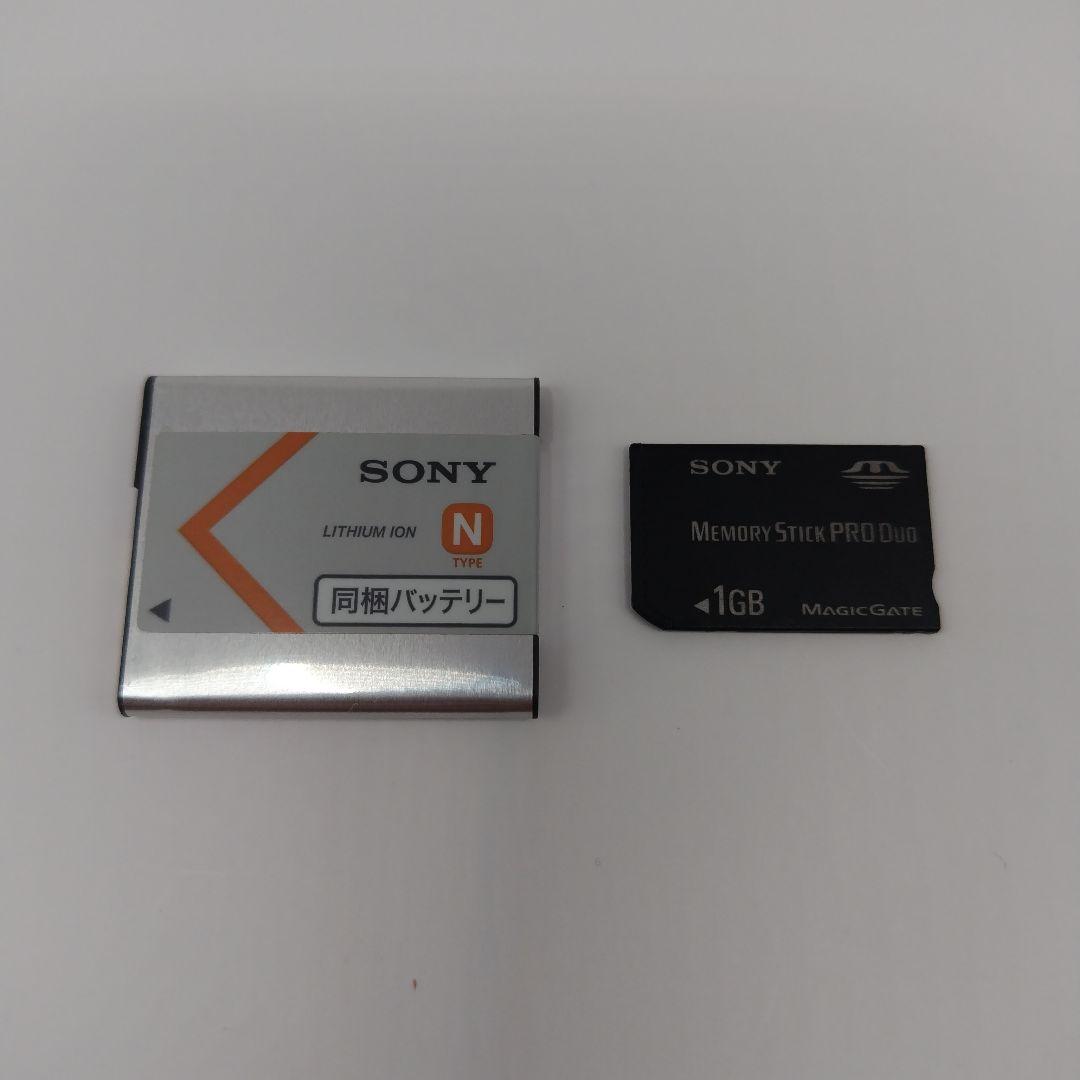 SONY
LITHIUM ION
N
TYPE
同梱バッテリー
SONY
MEMORY STICK PRO DUO
1GB
MAGICGATE